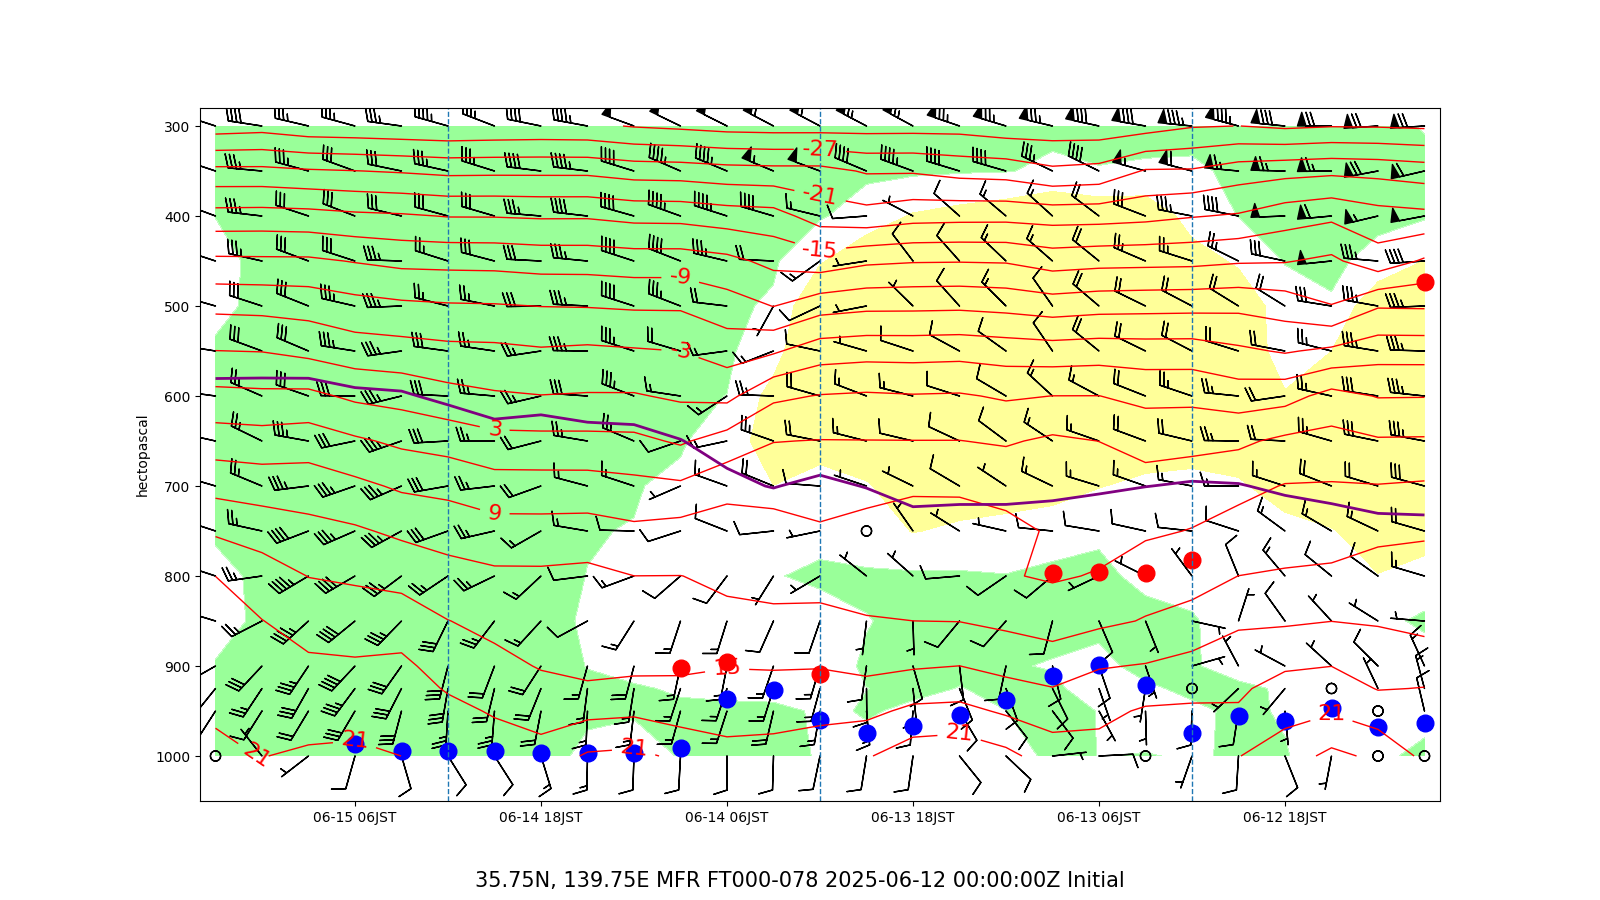 300
400
500
600
700
800
900
1000
hectopascal
-27
-21
-15
-9
-3
3
9
15
21
21
21
21
21
06-15 06JST
06-14 18JST
06-14 06JST
06-13 18JST
06-13 06JST
06-12 18JST
35.75N, 139.75E MFR FT000-078 2025-06-12 00:00:00Z Initial